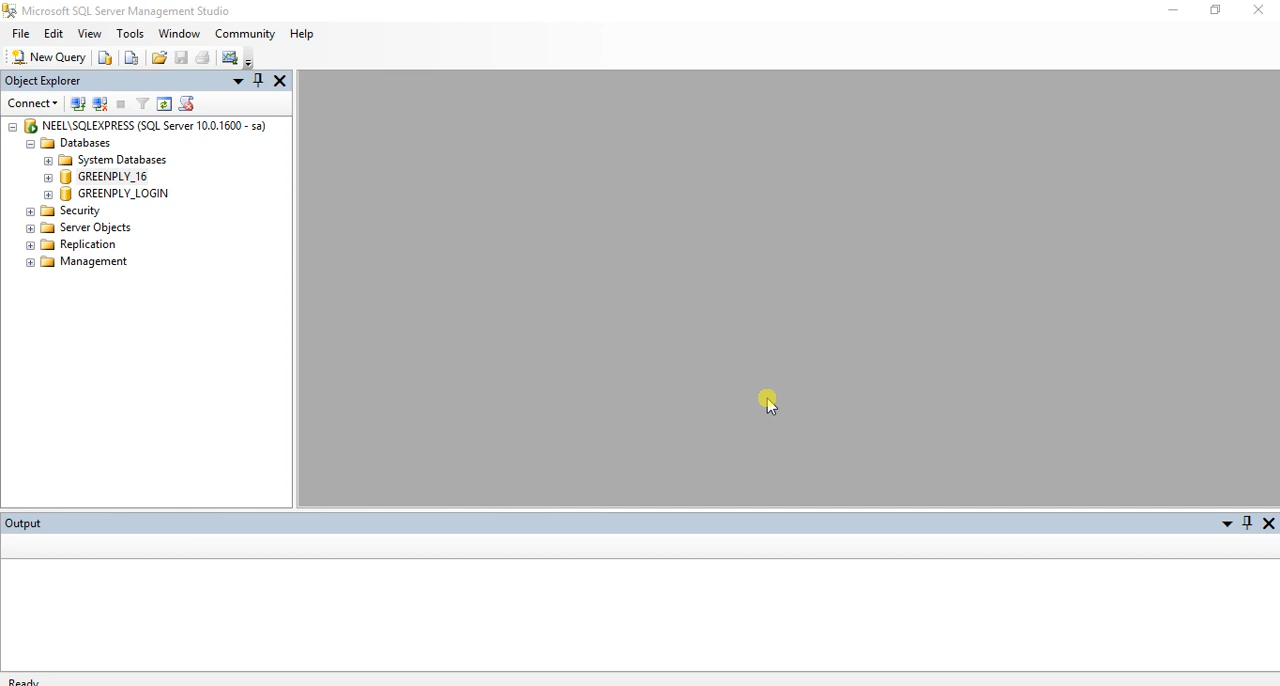 Microsoft SQL Server Management Studio
File Edit View Tools Window Community Help
New Query
Object Explorer
Connect
NEEL\SQLEXPRESS (SQL Server 10.0.1600 - sa)
Databases
System Databases
GREENPLY_16
GREENPLY_LOGIN
Security
Server Objects
Replication
Management
Output
Ready